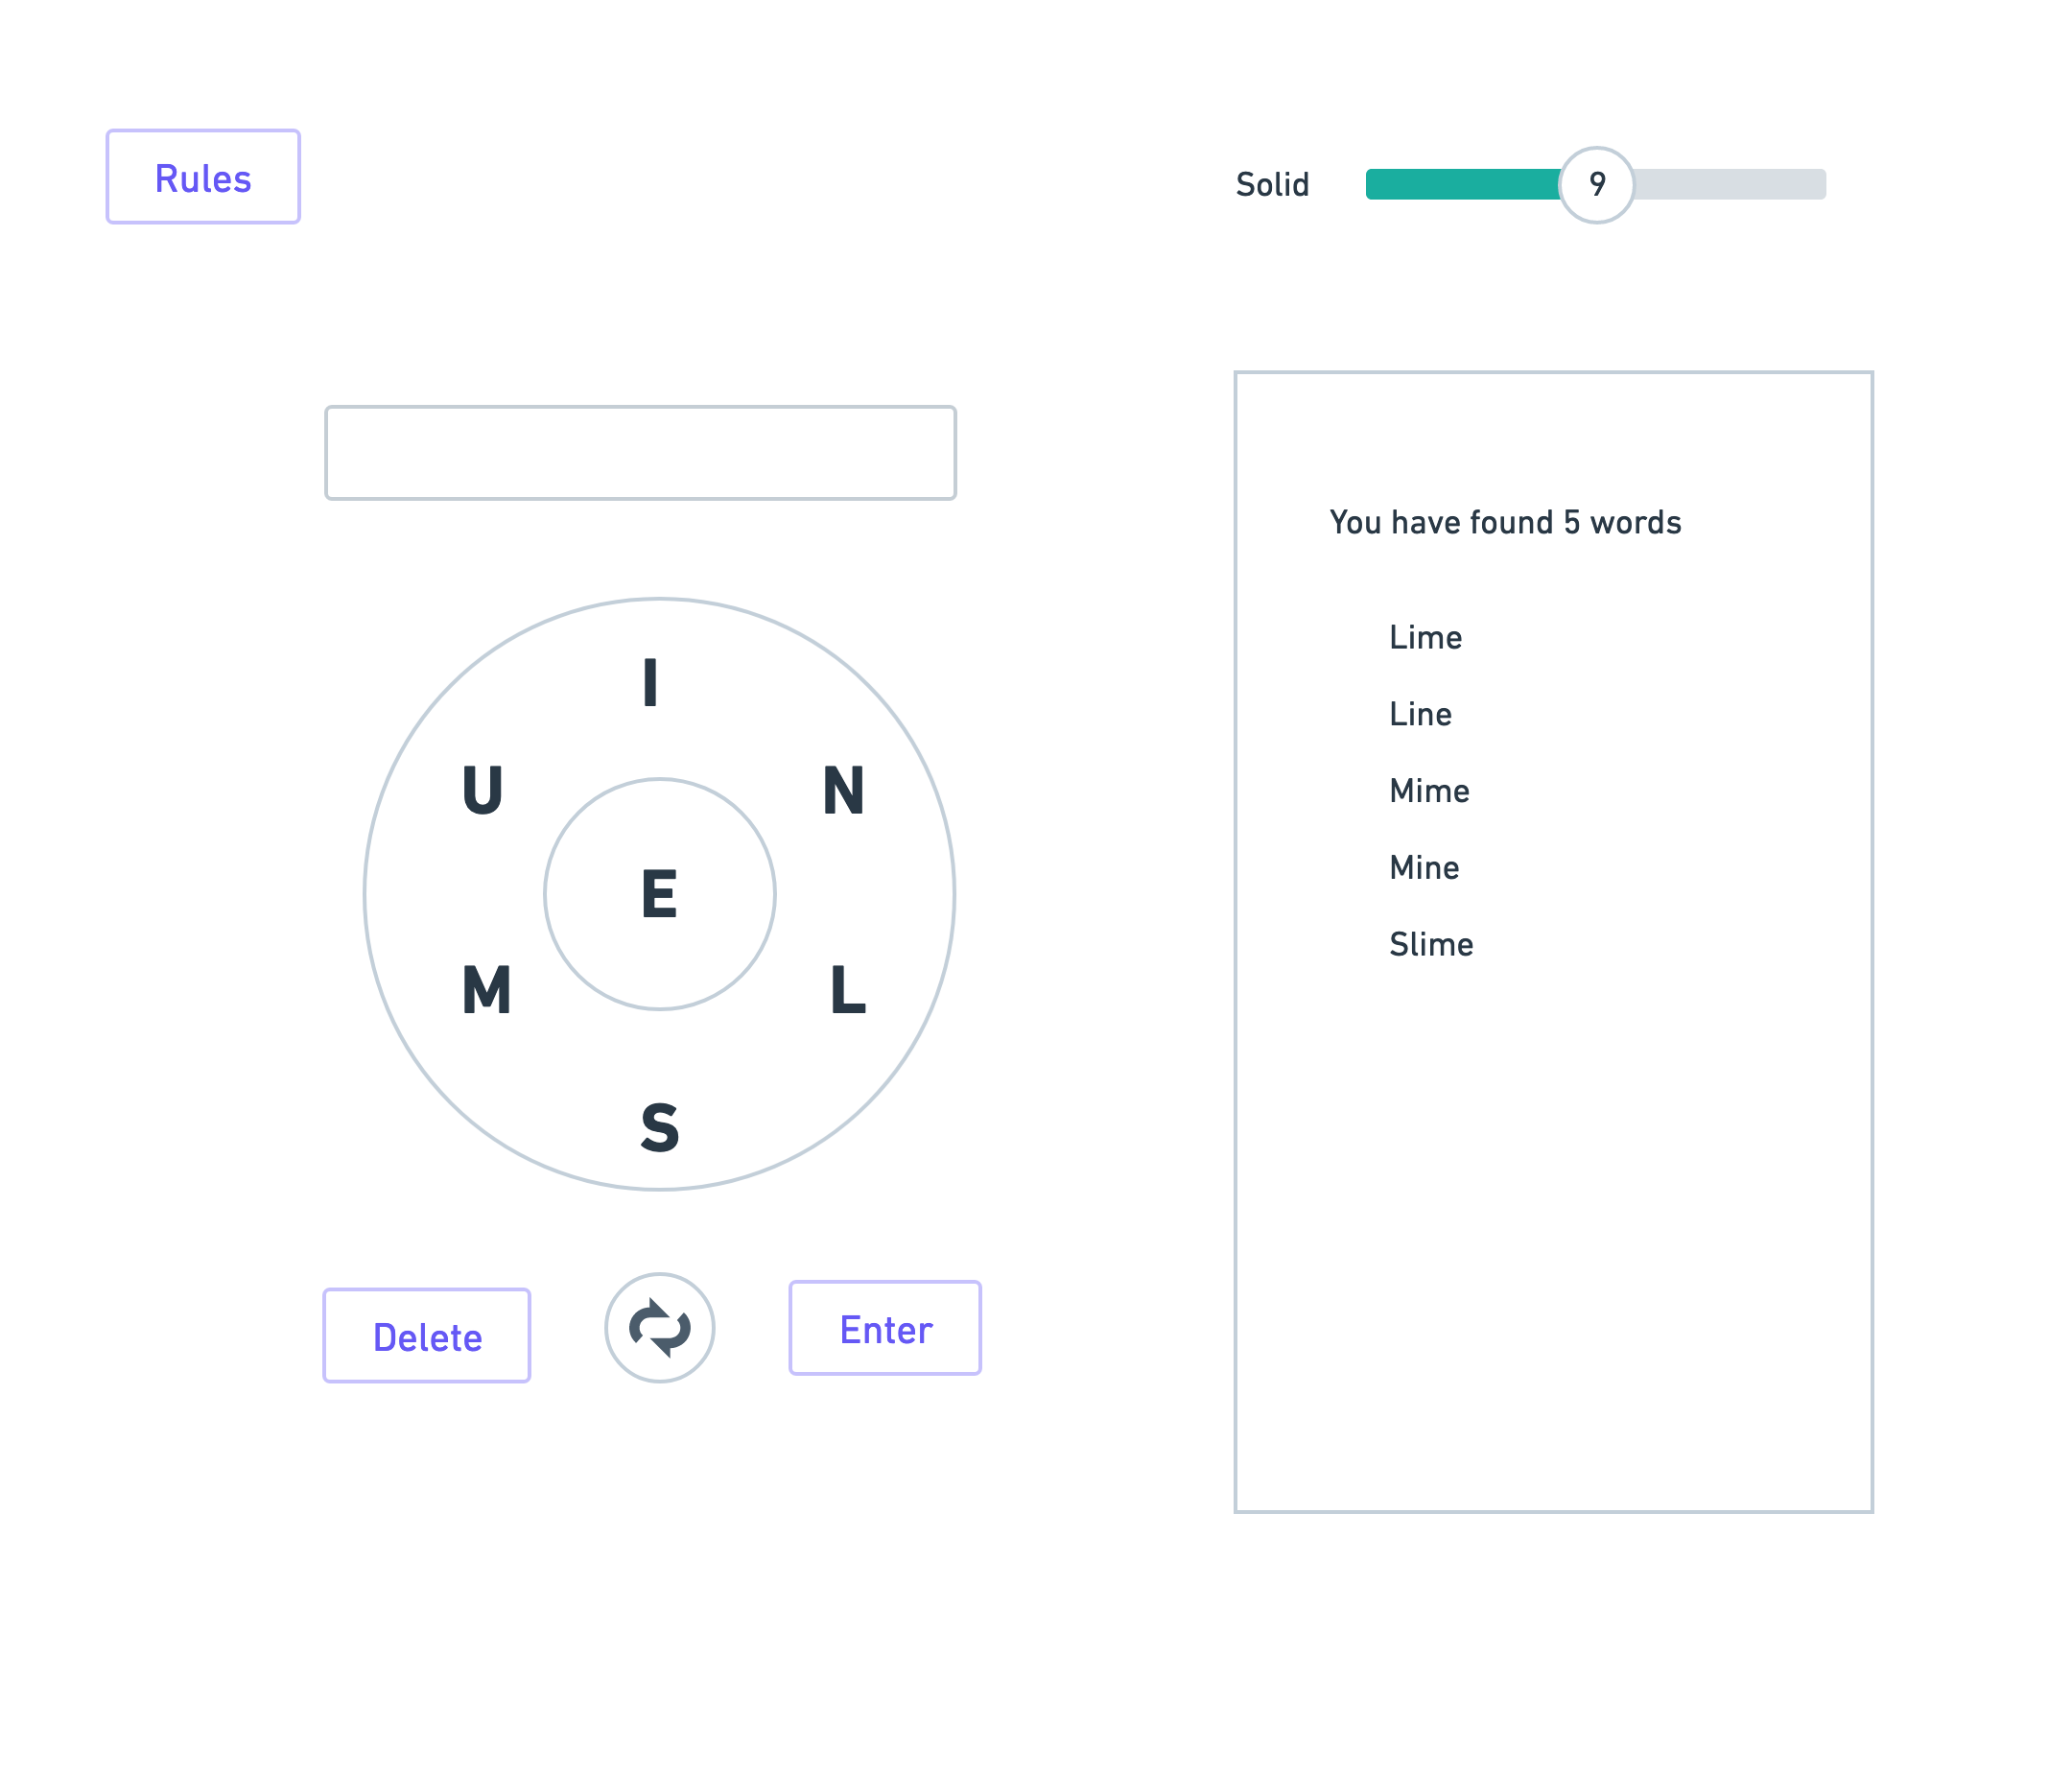 Rules
Solid 9
You have found 5 words
Lime
Line
Mime
Mine
Slime
I
U N
E
M L
S
Delete Enter